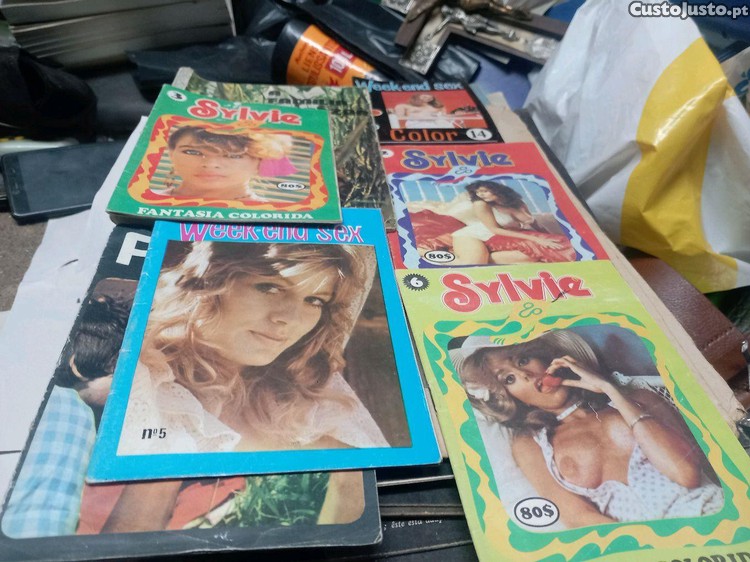 CustoJusto.pt
3
Sylvie
80$
FANTASIA COLORIDA
Week-end sex
Color
14
Sylvie
80$
Week-end sex
nº5
6
Sylvie
80$